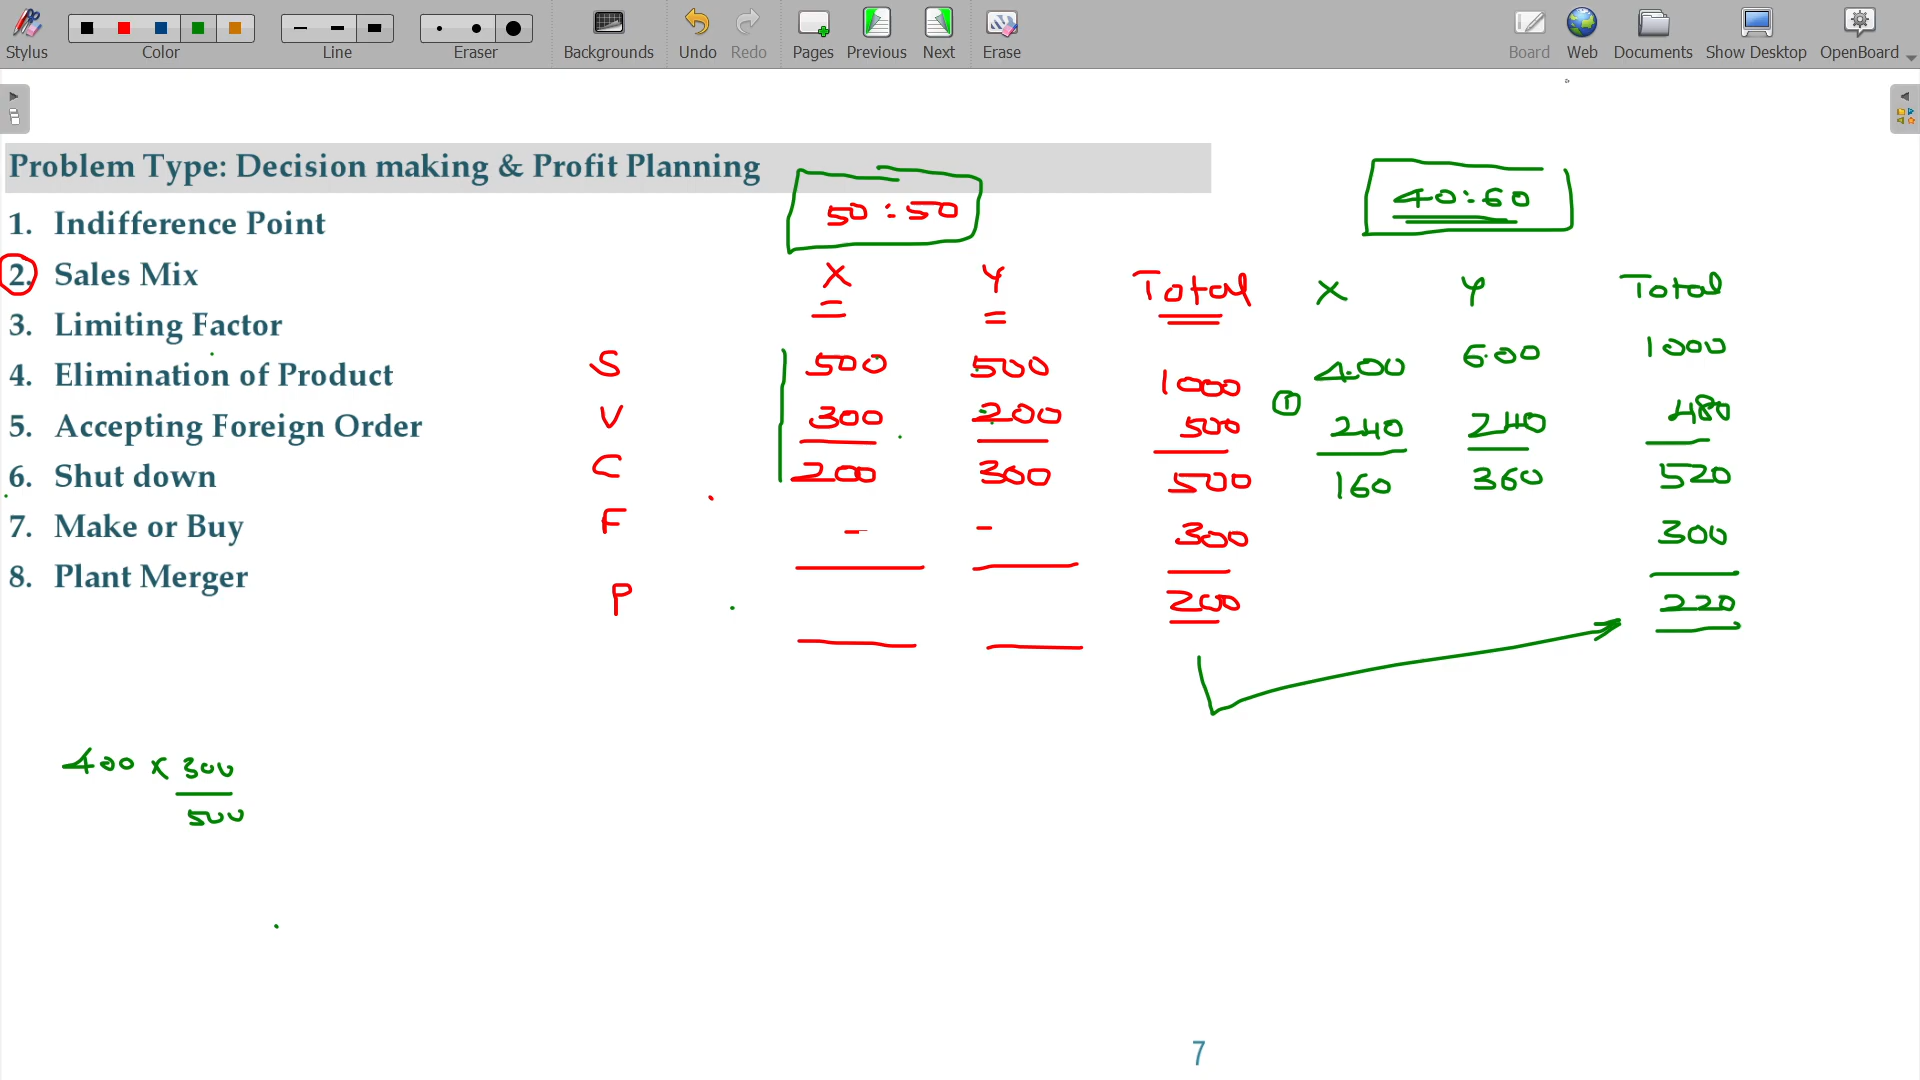 Stylus Color Line Eraser Backgrounds Undo Redo Pages Previous Next Erase Board Web Documents Show Desktop OpenBoard
Problem Type: Decision making & Profit Planning
50:50
40:60
1. Indifference Point
2. Sales Mix
3. Limiting Factor
4. Elimination of Product
5. Accepting Foreign Order
6. Shut down
7. Make or Buy
8. Plant Merger
X Y Total X Y Total
S 500 500 1000 400 600 1000
V 300 200 500 ① 240 240 480
C 200 300 500 160 360 520
F - - 300 300
P 200 220
400 x 300
500
7